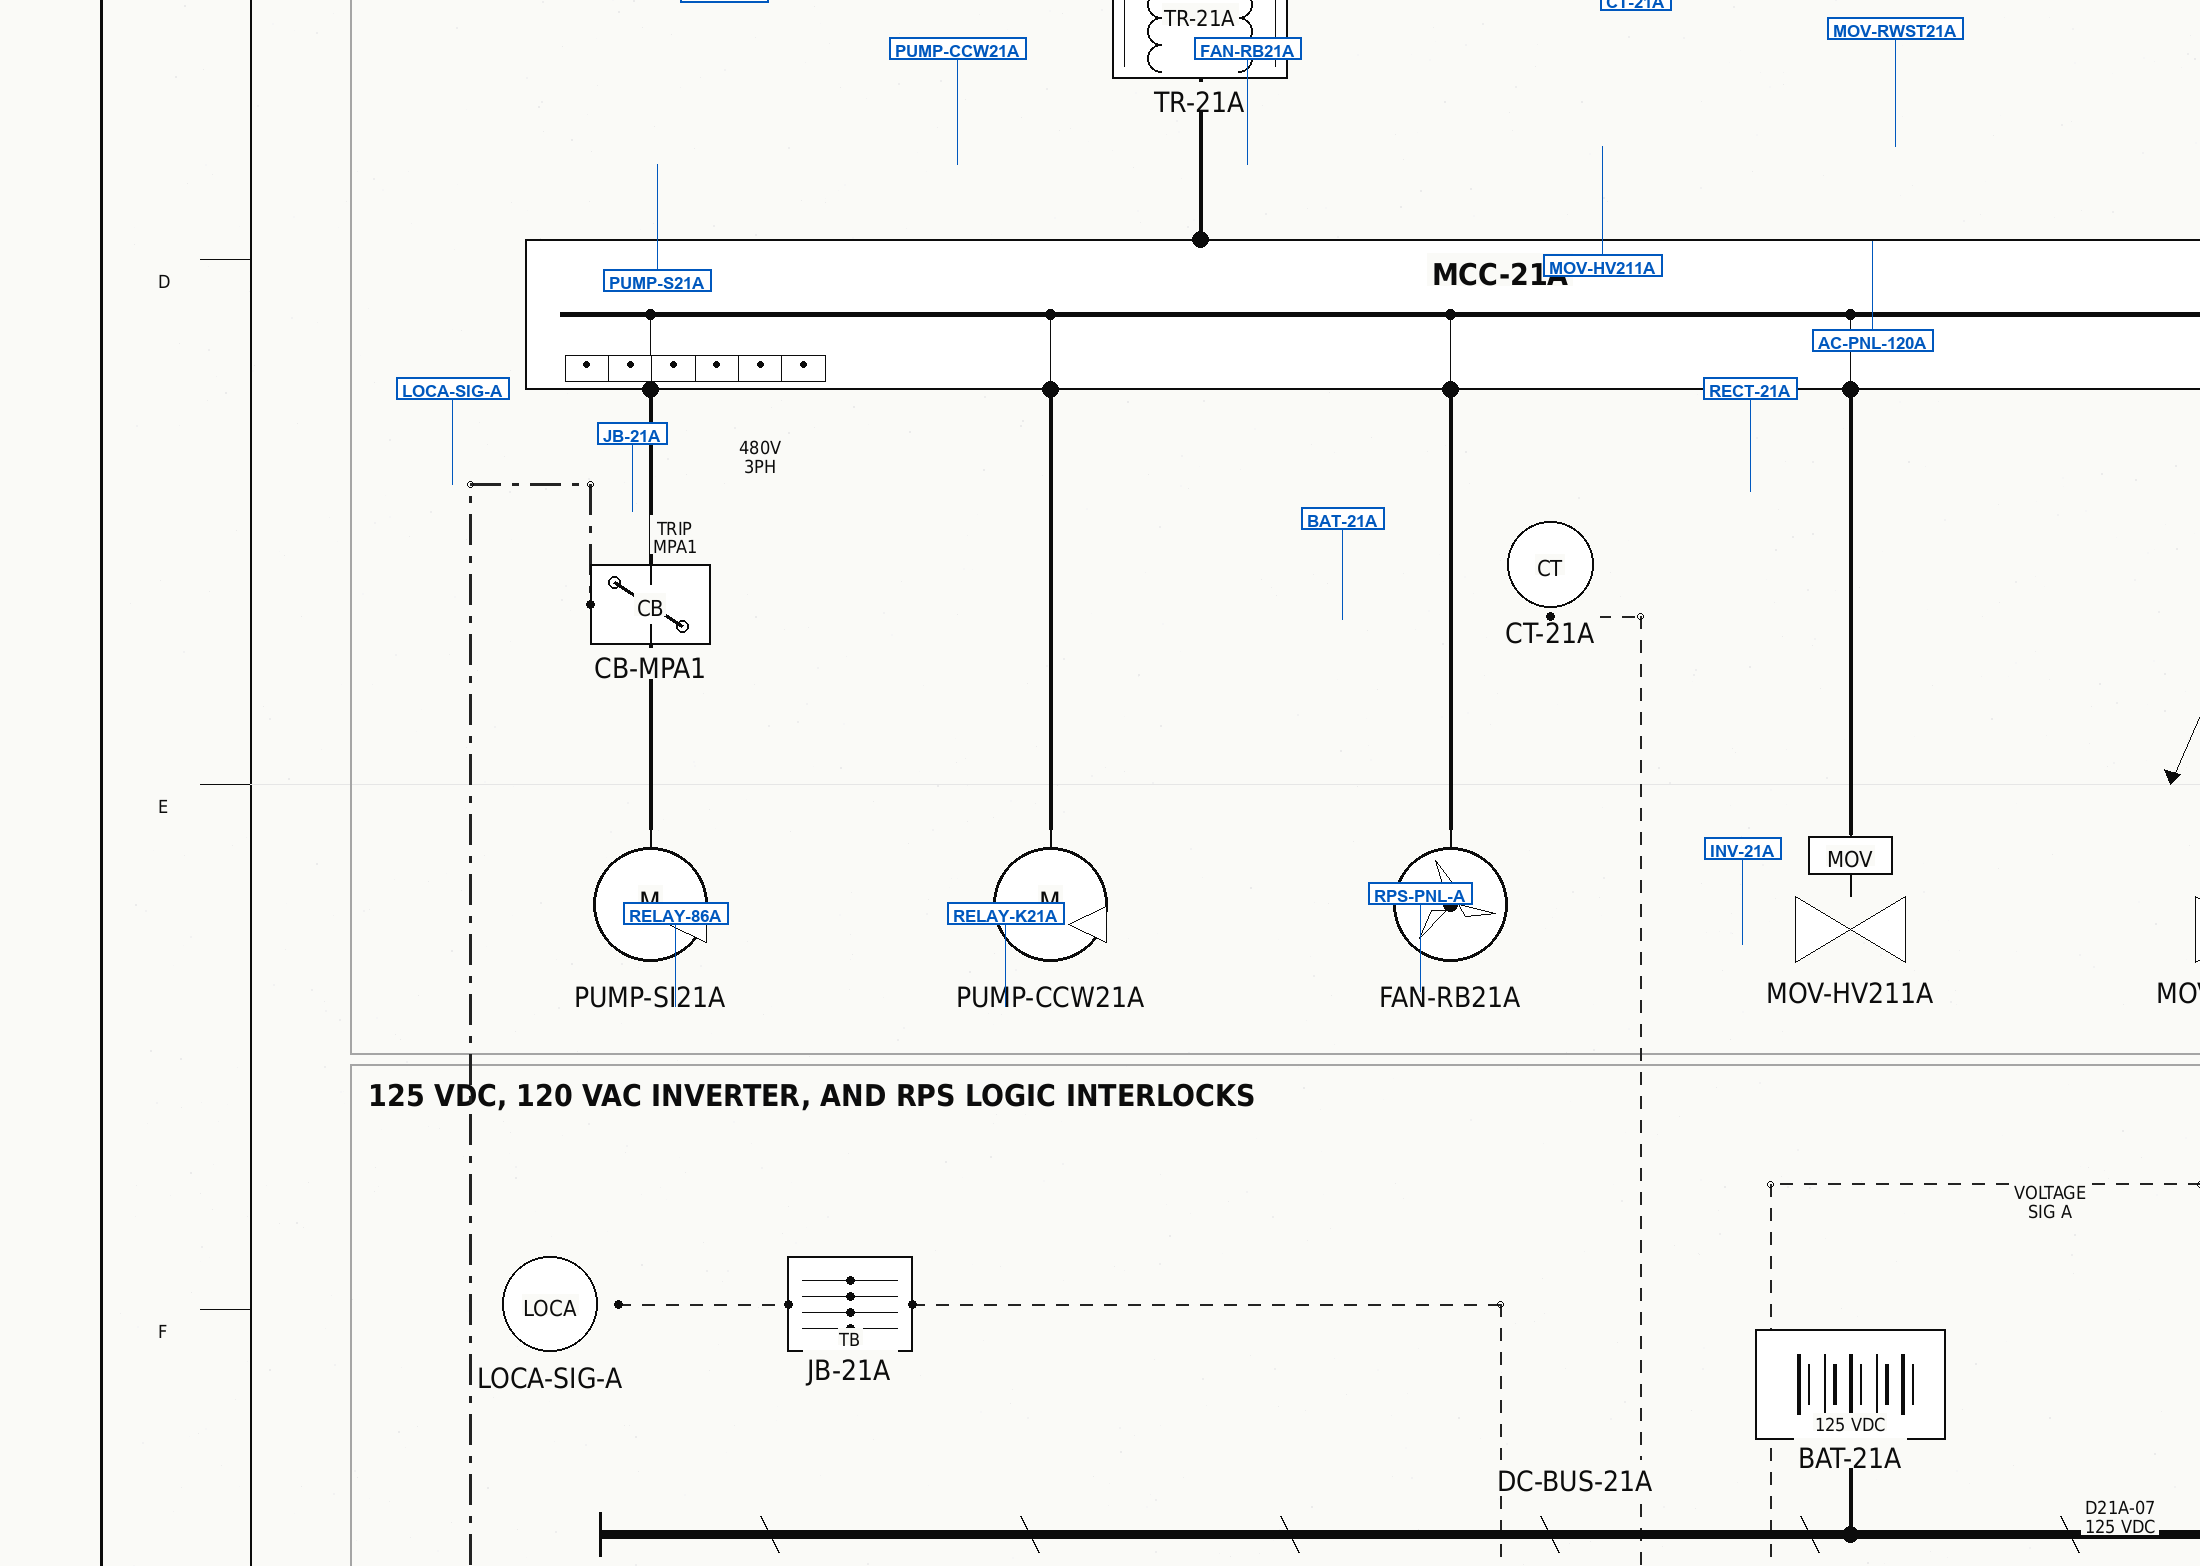 CT-21A
TR-21A
MOV-RWST21A
PUMP-CCW21A
FAN-RB21A
TR-21A
D
MCC-21A
MOV-HV211A
PUMP-S21A
AC-PNL-120A
LOCA-SIG-A
RECT-21A
JB-21A
480V
3PH
BAT-21A
TRIP
MPA1
CT
CB
CT-21A
CB-MPA1
E
INV-21A
MOV
M
M
RPS-PNL-A
RELAY-86A
RELAY-K21A
PUMP-SI21A
PUMP-CCW21A
FAN-RB21A
MOV-HV211A
MOV
125 VDC, 120 VAC INVERTER, AND RPS LOGIC INTERLOCKS
VOLTAGE
SIG A
LOCA
F
TB
JB-21A
LOCA-SIG-A
125 VDC
BAT-21A
DC-BUS-21A
D21A-07
125 VDC